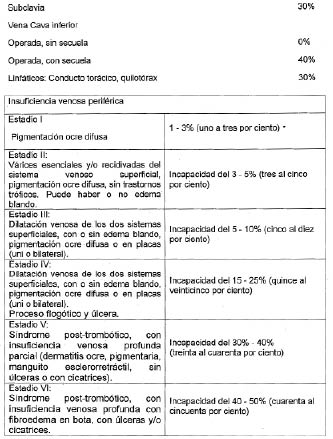 Subclavia 30%
Vena Cava inferior
Operada, sin secuela 0%
Operada, con secuela 40%
Linfáticos: Conducto torácico, quilotórax 30%
Insuficiencia venosa periférica
Estadio I
Pigmentación ocre difusa
1 - 3% (uno a tres por ciento)
Estadio II:
Várices esenciales y/o recidivadas del
sistema venoso superficial,
pigmentación ocre difusa, sin trastornos
tróficos. Puede haber o no edema
blando.
Incapacidad del 3 - 5% (tres al cinco
por ciento)
Estadio III:
Dilatación venosa de los dos sistemas
superficiales, con o sin edema blando,
pigmentación ocre difusa o en placas
(uni o bilateral).
Incapacidad del 5 - 10% (cinco al diez
por ciento)
Estadio IV:
Dilatación venosa de los dos sistemas
superficiales, con o sin edema blando,
pigmentación ocre difusa o en placas
(uni o bilateral).
Proceso flogótico y úlcera.
Incapacidad del 15 - 25% (quince al
veinticinco por ciento)
Estadio V:
Síndrome post-trombótico, con
insuficiencia venosa profunda
parcial (dermatitis ocre, pigmentaria,
manguito esclerorretráctil, sin
úlceras o con cicatrices).
Incapacidad del 30% - 40%
(treinta al cuarenta por ciento)
Estadio VI:
Síndrome post-trombótico, con
insuficiencia venosa profunda con
fibroedema en bota, con úlceras y/o
cicatrices.
Incapacidad del 40 - 50% (cuarenta al
cincuenta por ciento)